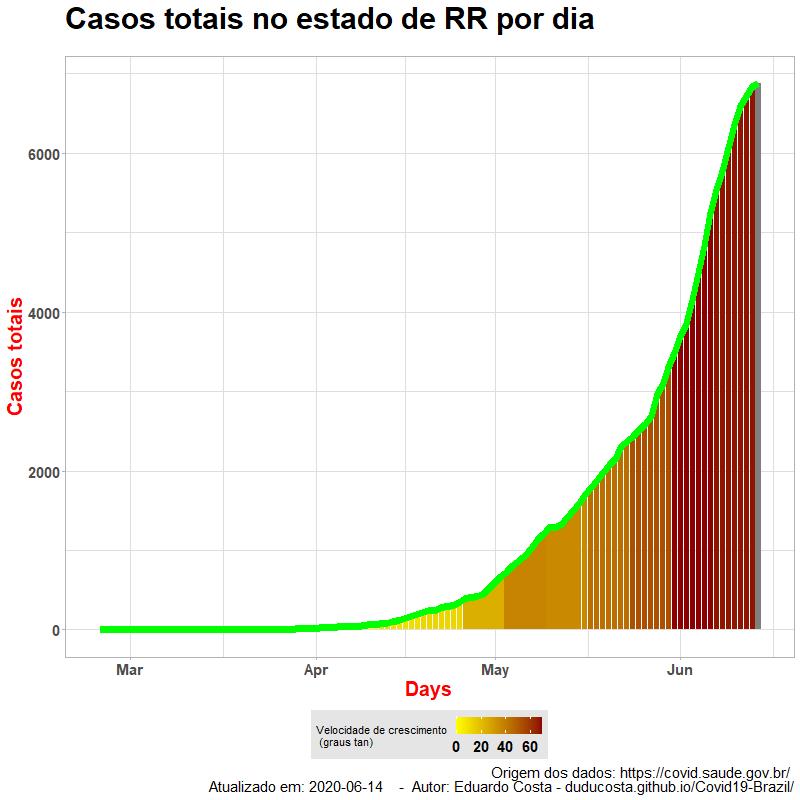 Casos totais no estado de RR por dia
Casos totais
6000
4000
2000
0
Mar Apr May Jun
Days
Velocidade de crescimento
(graus tan)
0 20 40 60
Origem dos dados: https://covid.saude.gov.br/
Atualizado em: 2020-06-14 - Autor: Eduardo Costa - duducosta.github.io/Covid19-Brazil/